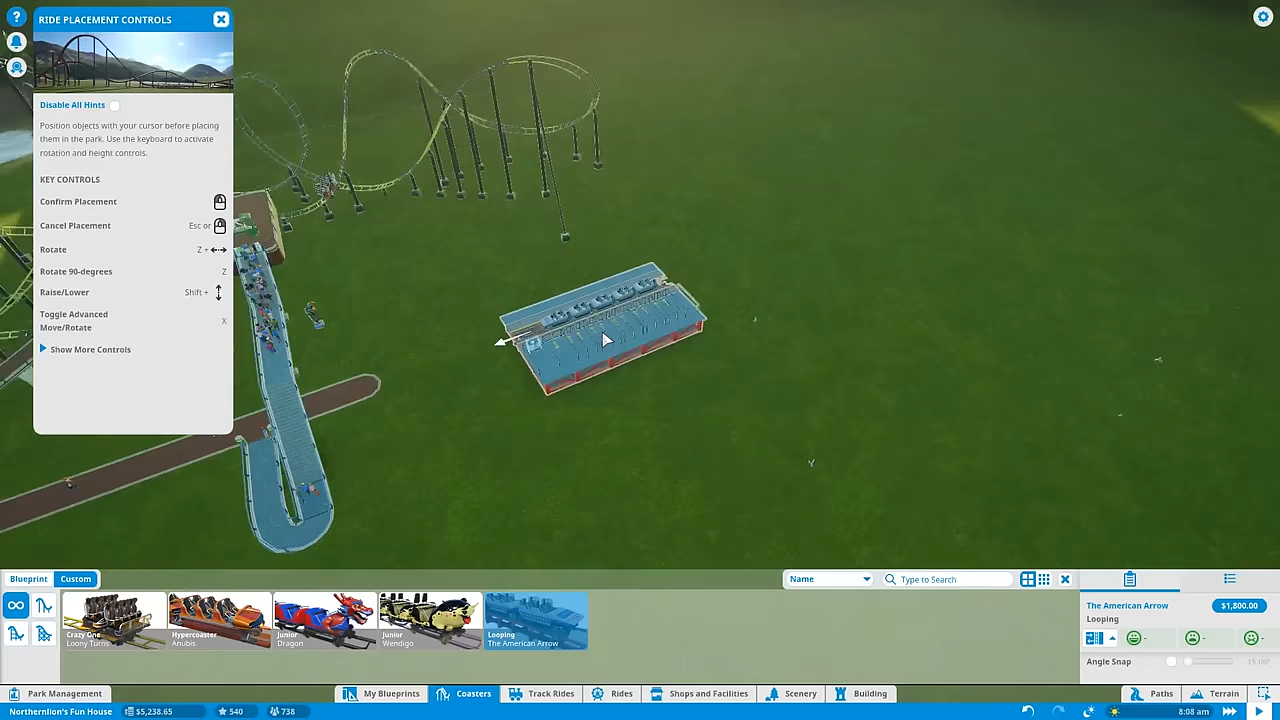 RIDE PLACEMENT CONTROLS
Disable All Hints
Position objects with your cursor before placing
them in the park. Use the keyboard to activate
rotation and height controls.
KEY CONTROLS
Confirm Placement
Cancel Placement Esc or
Rotate Z +
Rotate 90-degrees Z
Raise/Lower Shift +
Toggle Advanced
Move/Rotate X
Show More Controls
Blueprint Custom
Name
Type to Search
Crazy One
Loony Turns
Hypercoaster
Anubis
Junior
Dragon
Junior
Wendigo
Looping
The American Arrow
The American Arrow $1,800.00
Looping
Angle Snap 15.00°
Park Management
My Blueprints
Coasters
Track Rides
Rides
Shops and Facilities
Scenery
Building
Paths
Terrain
Northernlion's Fun House
$5,238.65
540
738
8:08 am